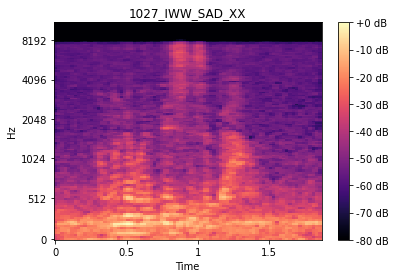 1027_IWW_SAD_XX
Hz
8192
4096
2048
1024
512
0
0
0.5
1
1.5
Time
+0 dB
-10 dB
-20 dB
-30 dB
-40 dB
-50 dB
-60 dB
-70 dB
-80 dB